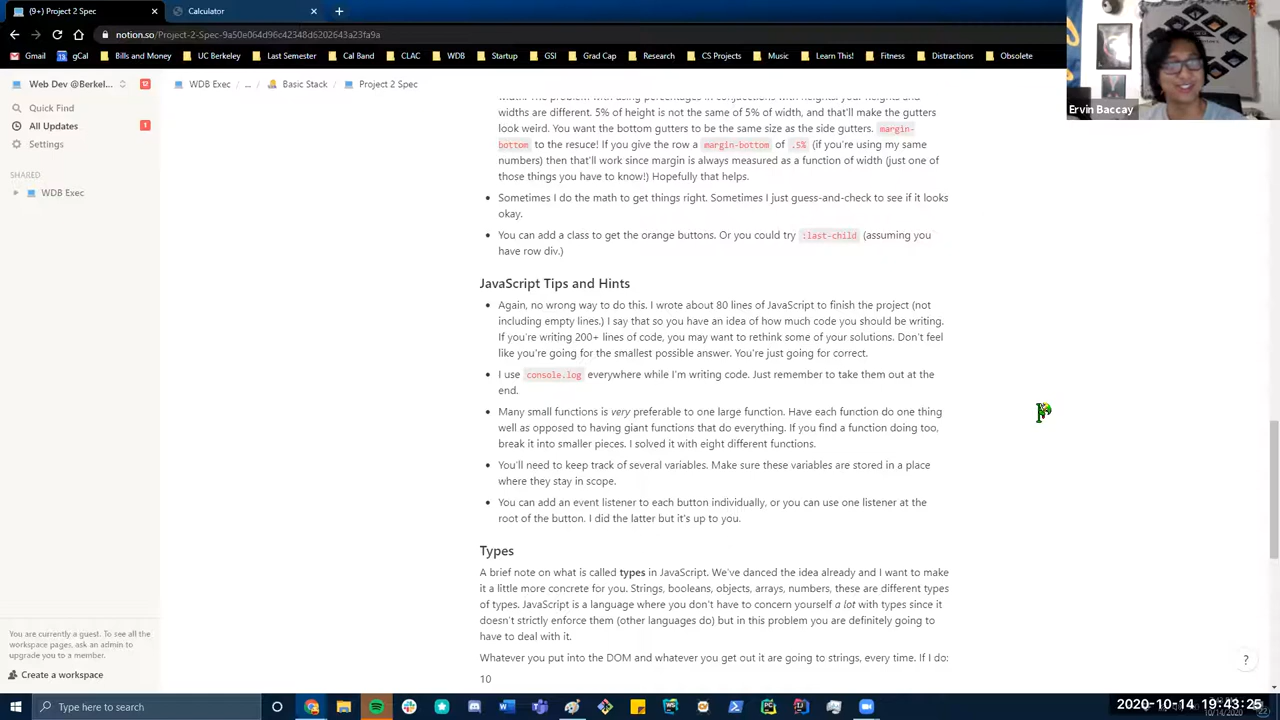 (9+) Types
Calculator
notion.so/Project-2-Spec-9a50e064d96c42348d6202643a23fa9a
Gmail
gCal
Bills and Money
UC Berkeley
Last Semester
Cal Band
CLAC
WDB
Startup
GSI
Grad Cap
Research
CS Projects
Music
Learn This!
Fitness
Distractions
Obsolete
Ervin Baccay
Web Dev @Berkel...
12
WDB Exec / ... / Basic Stack / Project 2 Spec
Quick Find
All Updates
1
Settings
SHARED
WDB Exec
widths are different. 5% of height is not the same of 5% of width, and that'll make the gutters
look weird. You want the bottom gutters to be the same size as the side gutters. margin-
bottom to the resuce! If you give the row a margin-bottom of .5% (if you're using my same
numbers) then that'll work since margin is always measured as a function of width (just one of
those things you have to know!) Hopefully that helps.
Sometimes I do the math to get things right. Sometimes I just guess-and-check to see if it looks
okay.
You can add a class to get the orange buttons. Or you could try :last-child (assuming you
have row div.)
JavaScript Tips and Hints
Again, no wrong way to do this. I wrote about 80 lines of JavaScript to finish the project (not
including empty lines.) I say that so you have an idea of how much code you should be writing.
If you're writing 200+ lines of code, you may want to rethink some of your solutions. Don't feel
like you're going for the smallest possible answer. You're just going for correct.
I use console.log everywhere while I'm writing code. Just remember to take them out at the
end.
Many small functions is very preferable to one large function. Have each function do one thing
well as opposed to having giant functions that do everything. If you find a function doing too,
break it into smaller pieces. I solved it with eight different functions.
You'll need to keep track of several variables. Make sure these variables are stored in a place
where they stay in scope.
You can add an event listener to each button individually, or you can use one listener at the
root of the button. I did the latter but it's up to you.
Types
A brief note on what is called types in JavaScript. We've danced the idea already and I want to make
it a little more concrete for you. Strings, booleans, objects, arrays, numbers, these are different types
of types. JavaScript is a language where you don't have to concern yourself a lot with types since it
doesn't strictly enforce them (other languages do) but in this problem you are definitely going to
have to deal with it.
Whatever you put into the DOM and whatever you get out it are going to strings, every time. If I do:
10
You are currently a guest. To see all the
workspace pages, ask an admin to
upgrade you to a member.
Create a workspace
?
Type here to search
2020-10-14 19:43:25